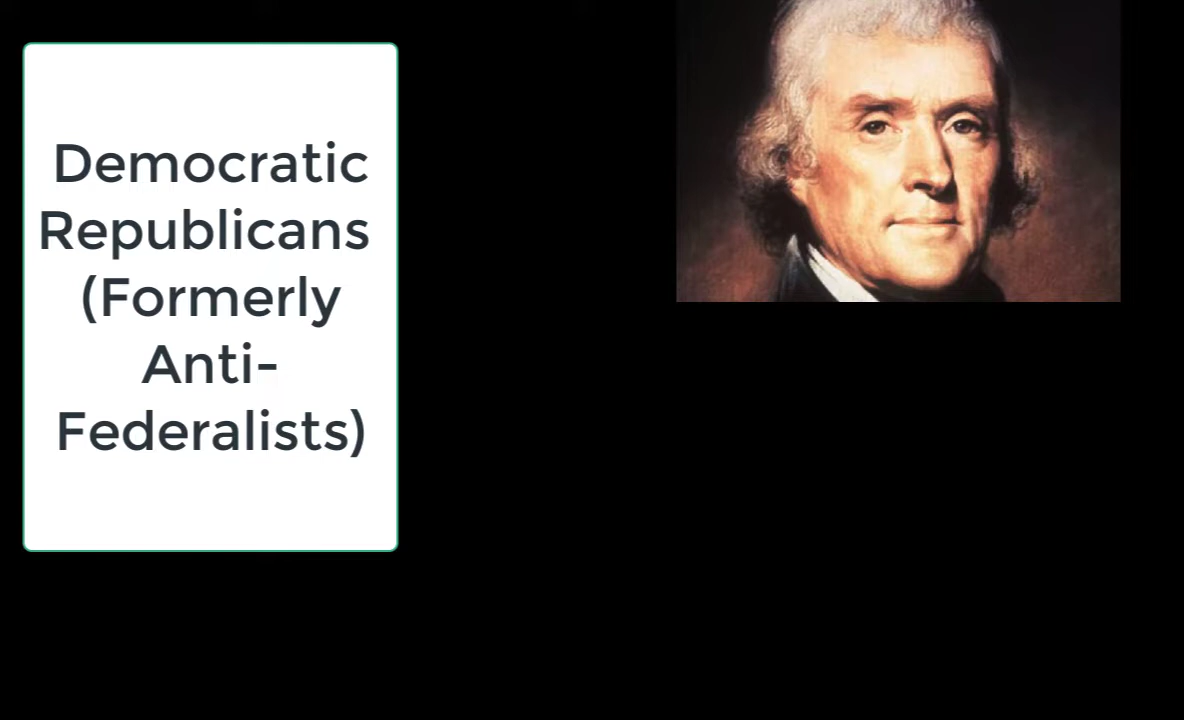 Democratic
Republicans
(Formerly
Anti-
Federalists)